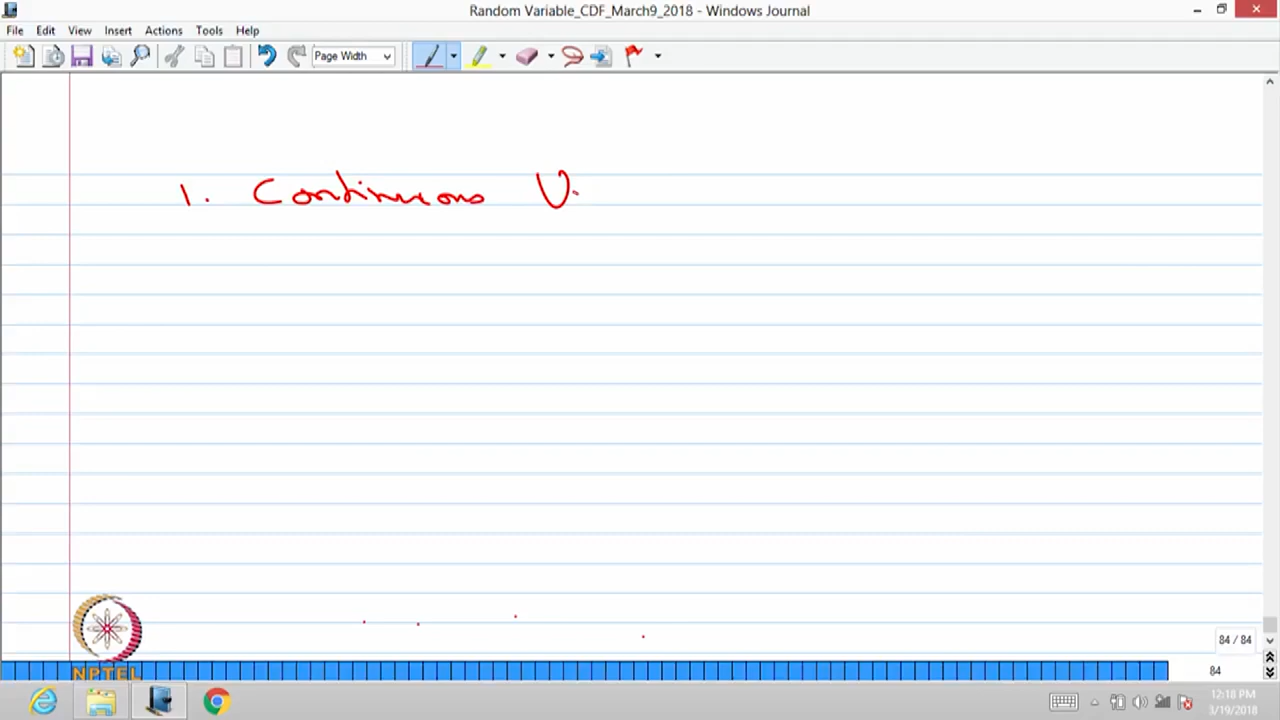 Random Variable_CDF_March9_2018 - Windows Journal
File Edit View Insert Actions Tools Help
Page Width
1. Continuous U
84 / 84
84
NPTEL
12:18 PM
3/19/2018